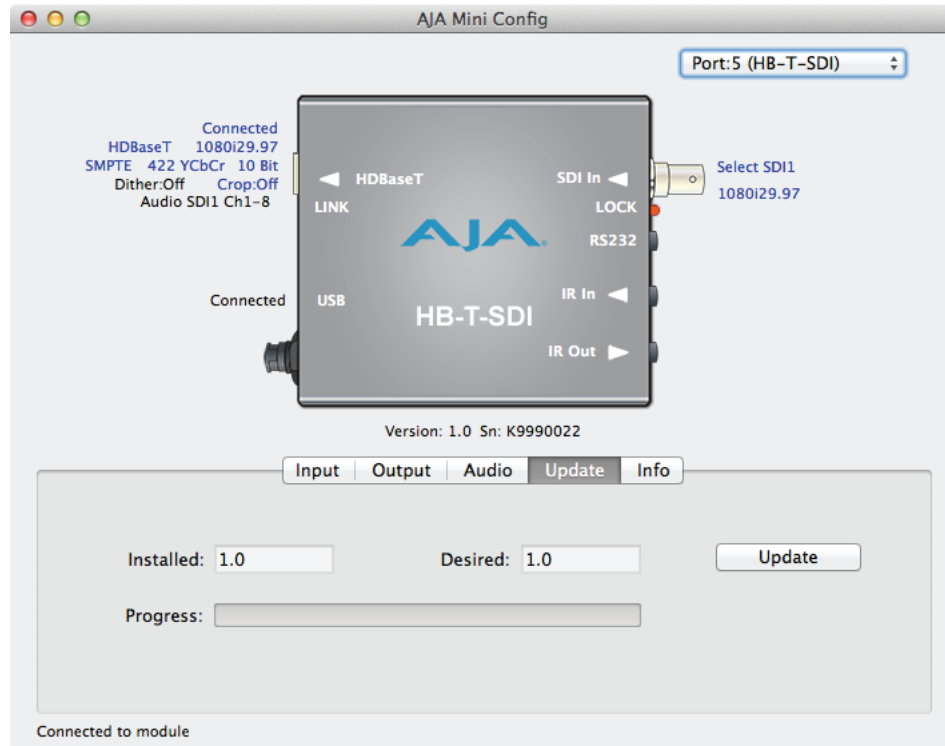 AJA Mini Config
Port:5 (HB-T-SDI)
Connected
HDBaseT 1080i29.97
SMPTE 422 YCbCr 10 Bit
Dither:Off Crop:Off
Audio SDI1 Ch1-8
HDBaseT
LINK
SDI In
LOCK
RS232
Select SDI1
1080i29.97
AJA
Connected
USB
IR In
HB-T-SDI
IR Out
Version: 1.0 Sn: K9990022
Input Output Audio Update Info
Installed: 1.0 Desired: 1.0 Update
Progress:
Connected to module